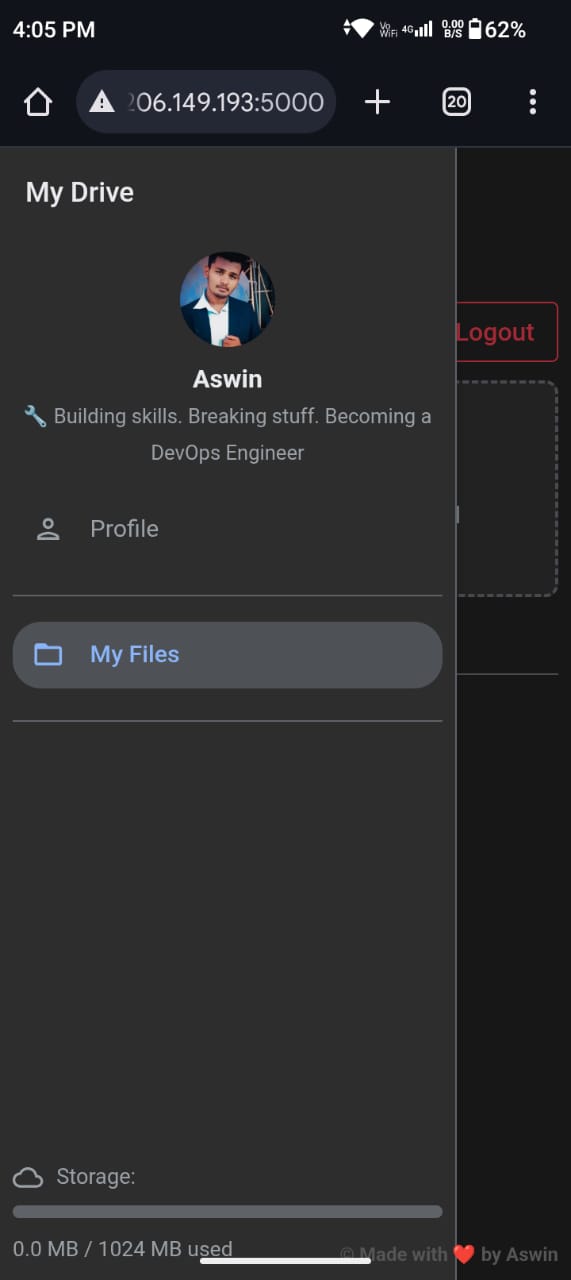 4:05 PM
Vo
WiFi
4G
0.00
B/S
62%
206.149.193:5000
20
My Drive
Logout
Aswin
🔧 Building skills. Breaking stuff. Becoming a
DevOps Engineer
Profile
My Files
Storage:
0.0 MB / 1024 MB used
© Made with ❤️ by Aswin